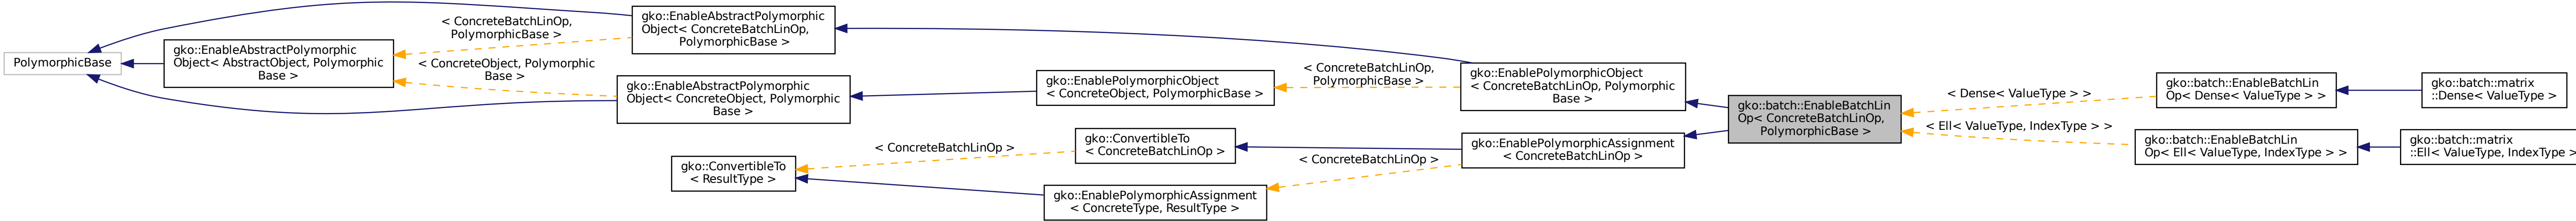 PolymorphicBase
gko::EnableAbstractPolymorphic
Object< AbstractObject, Polymorphic
Base >
< ConcreteBatchLinOp,
PolymorphicBase >
< ConcreteObject, Polymorphic
Base >
gko::EnableAbstractPolymorphic
Object< ConcreteBatchLinOp,
PolymorphicBase >
gko::EnableAbstractPolymorphic
Object< ConcreteObject, Polymorphic
Base >
gko::ConvertibleTo
< ResultType >
< ConcreteBatchLinOp >
gko::EnablePolymorphicObject
< ConcreteObject, PolymorphicBase >
gko::ConvertibleTo
< ConcreteBatchLinOp >
gko::EnablePolymorphicAssignment
< ConcreteType, ResultType >
< ConcreteBatchLinOp,
PolymorphicBase >
< ConcreteBatchLinOp >
gko::EnablePolymorphicObject
< ConcreteBatchLinOp, Polymorphic
Base >
gko::EnablePolymorphicAssignment
< ConcreteBatchLinOp >
gko::batch::EnableBatchLin
Op< ConcreteBatchLinOp,
PolymorphicBase >
< Dense< ValueType > >
< Ell< ValueType, IndexType > >
gko::batch::EnableBatchLin
Op< Dense< ValueType > >
gko::batch::EnableBatchLin
Op< Ell< ValueType, IndexType > >
gko::batch::matrix
::Dense< ValueType >
gko::batch::matrix
::Ell< ValueType, IndexType >